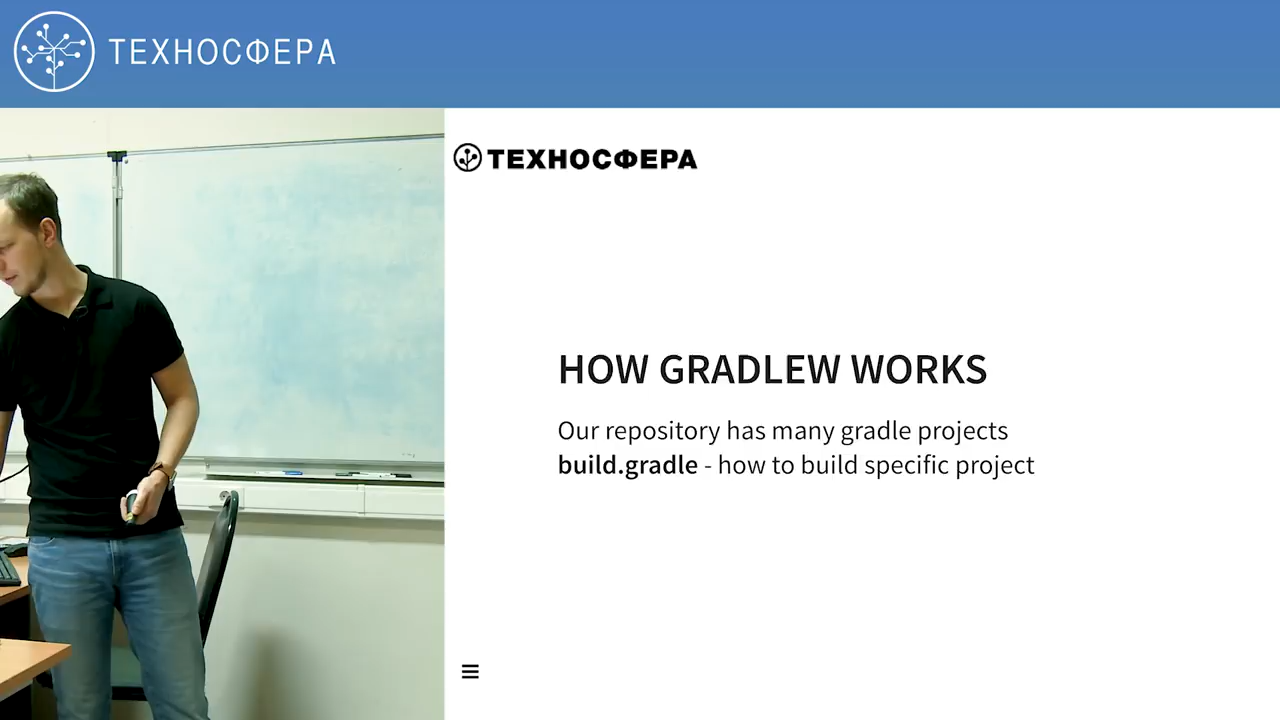 ТЕХНОСФЕРА
ТЕХНОСФЕРА
HOW GRADLEW WORKS
Our repository has many gradle projects
build.gradle - how to build specific project